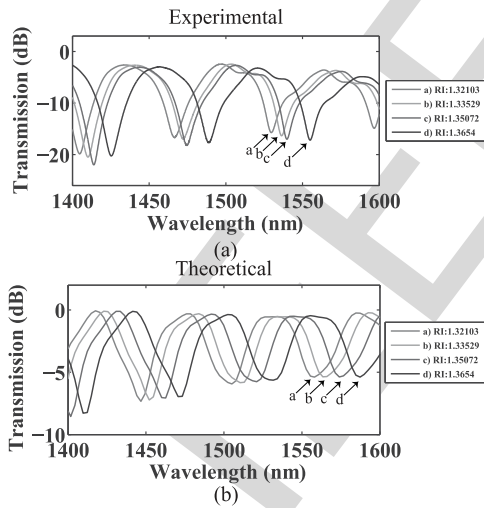 Experimental
0
-10
-20
Transmission (dB)
a b c d
a) RI:1.32103
b) RI:1.33529
c) RI:1.35072
d) RI:1.3654
1400 1450 1500 1550 1600
Wavelength (nm)
(a)
Theoretical
0
-5
-10
Transmission (dB)
a b c d
a) RI:1.32103
b) RI:1.33529
c) RI:1.35072
d) RI:1.3654
1400 1450 1500 1550 1600
Wavelength (nm)
(b)